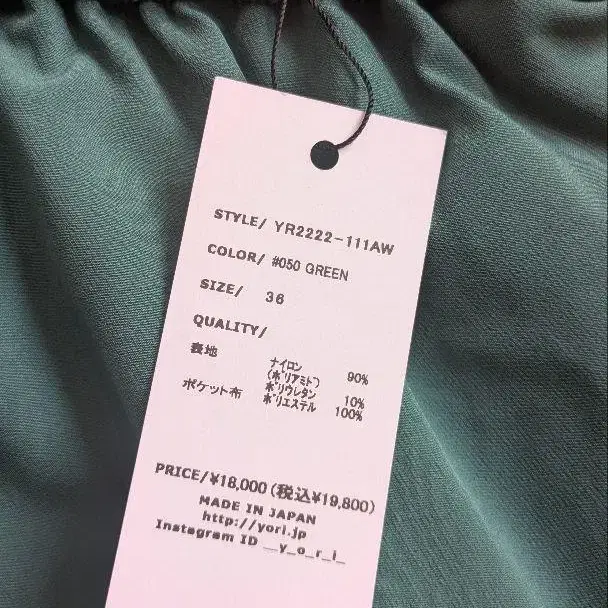 STYLE/ YR2222-111AW
COLOR/ #050 GREEN
SIZE/ 36
QUALITY/
表地 ナイロン
(ポリアミド) 90%
ポリウレタン 10%
ポケット布 ポリエステル 100%
PRICE/¥18,000(税込¥19,800)
MADE IN JAPAN
http://yori.jp
Instagram ID __y_o_r_i_